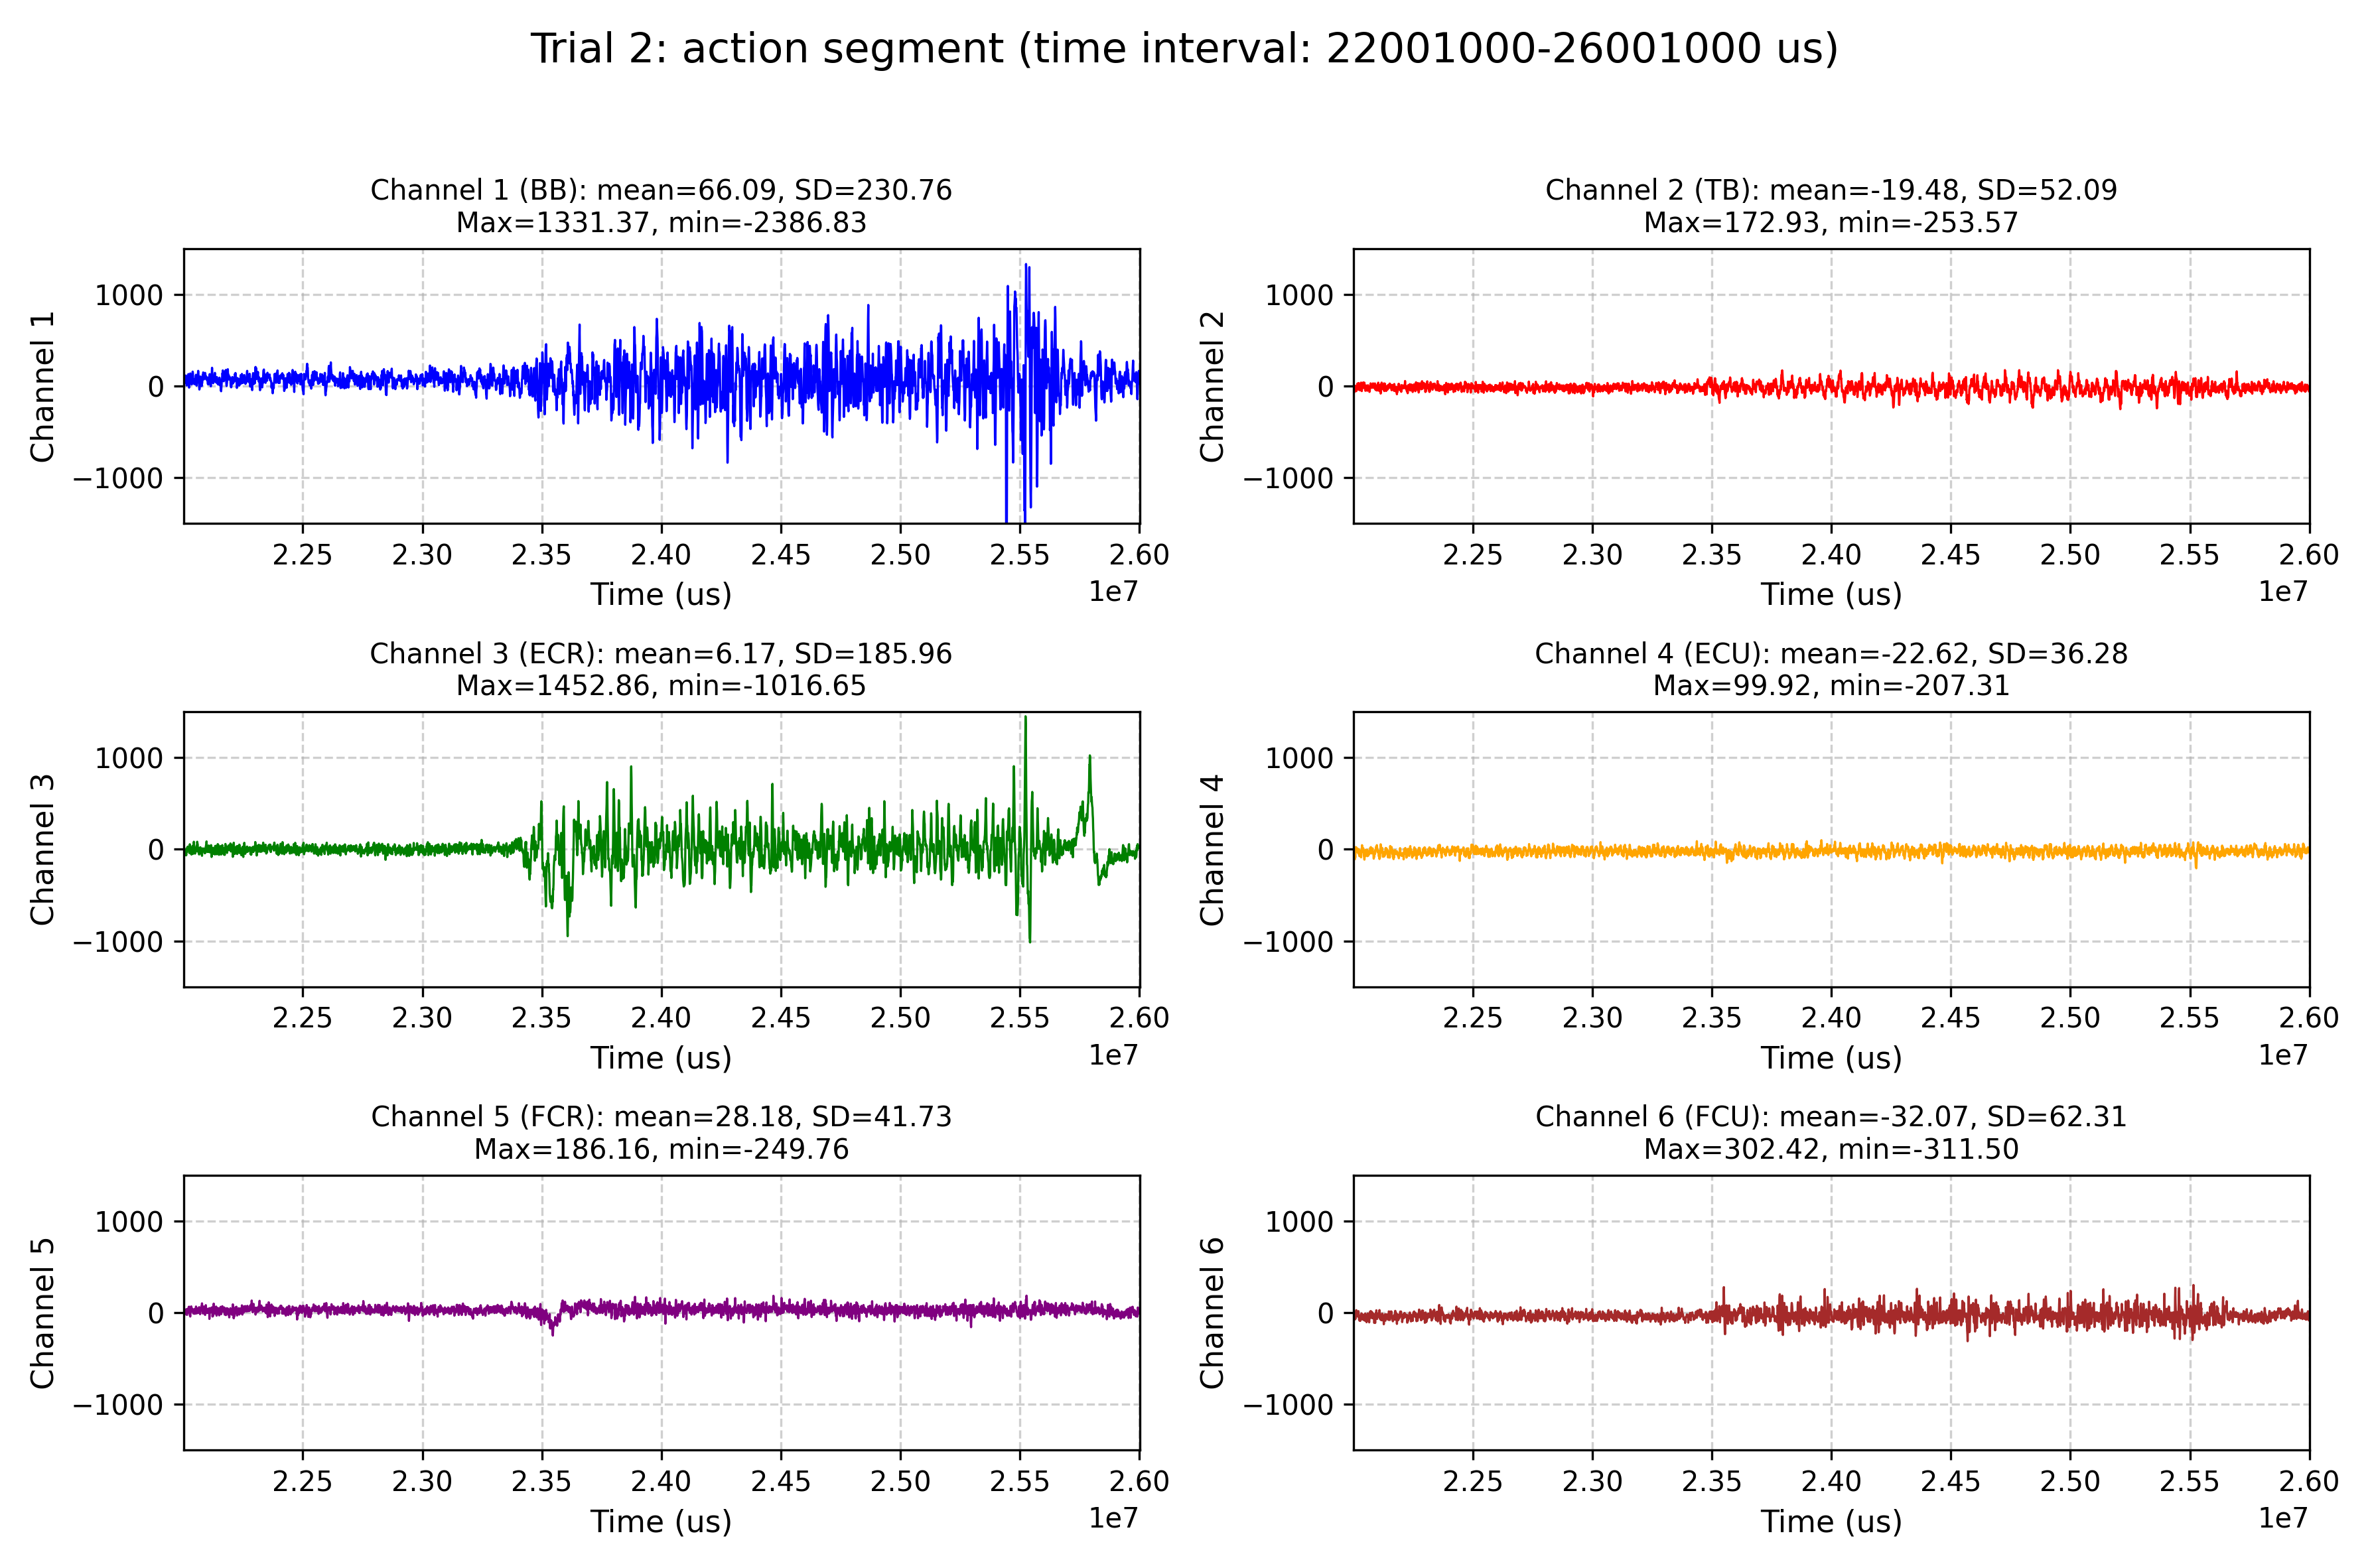 Trial 2: action segment (time interval: 22001000-26001000 us)
Channel 1 (BB): mean=66.09, SD=230.76
Max=1331.37, min=-2386.83
Channel 1
1000
0
−1000
2.25 2.30 2.35 2.40 2.45 2.50 2.55 2.60
Time (us)
1e7
Channel 2 (TB): mean=-19.48, SD=52.09
Max=172.93, min=-253.57
Channel 2
1000
0
−1000
2.25 2.30 2.35 2.40 2.45 2.50 2.55 2.60
Time (us)
1e7
Channel 3 (ECR): mean=6.17, SD=185.96
Max=1452.86, min=-1016.65
Channel 3
1000
0
−1000
2.25 2.30 2.35 2.40 2.45 2.50 2.55 2.60
Time (us)
1e7
Channel 4 (ECU): mean=-22.62, SD=36.28
Max=99.92, min=-207.31
Channel 4
1000
0
−1000
2.25 2.30 2.35 2.40 2.45 2.50 2.55 2.60
Time (us)
1e7
Channel 5 (FCR): mean=28.18, SD=41.73
Max=186.16, min=-249.76
Channel 5
1000
0
−1000
2.25 2.30 2.35 2.40 2.45 2.50 2.55 2.60
Time (us)
1e7
Channel 6 (FCU): mean=-32.07, SD=62.31
Max=302.42, min=-311.50
Channel 6
1000
0
−1000
2.25 2.30 2.35 2.40 2.45 2.50 2.55 2.60
Time (us)
1e7